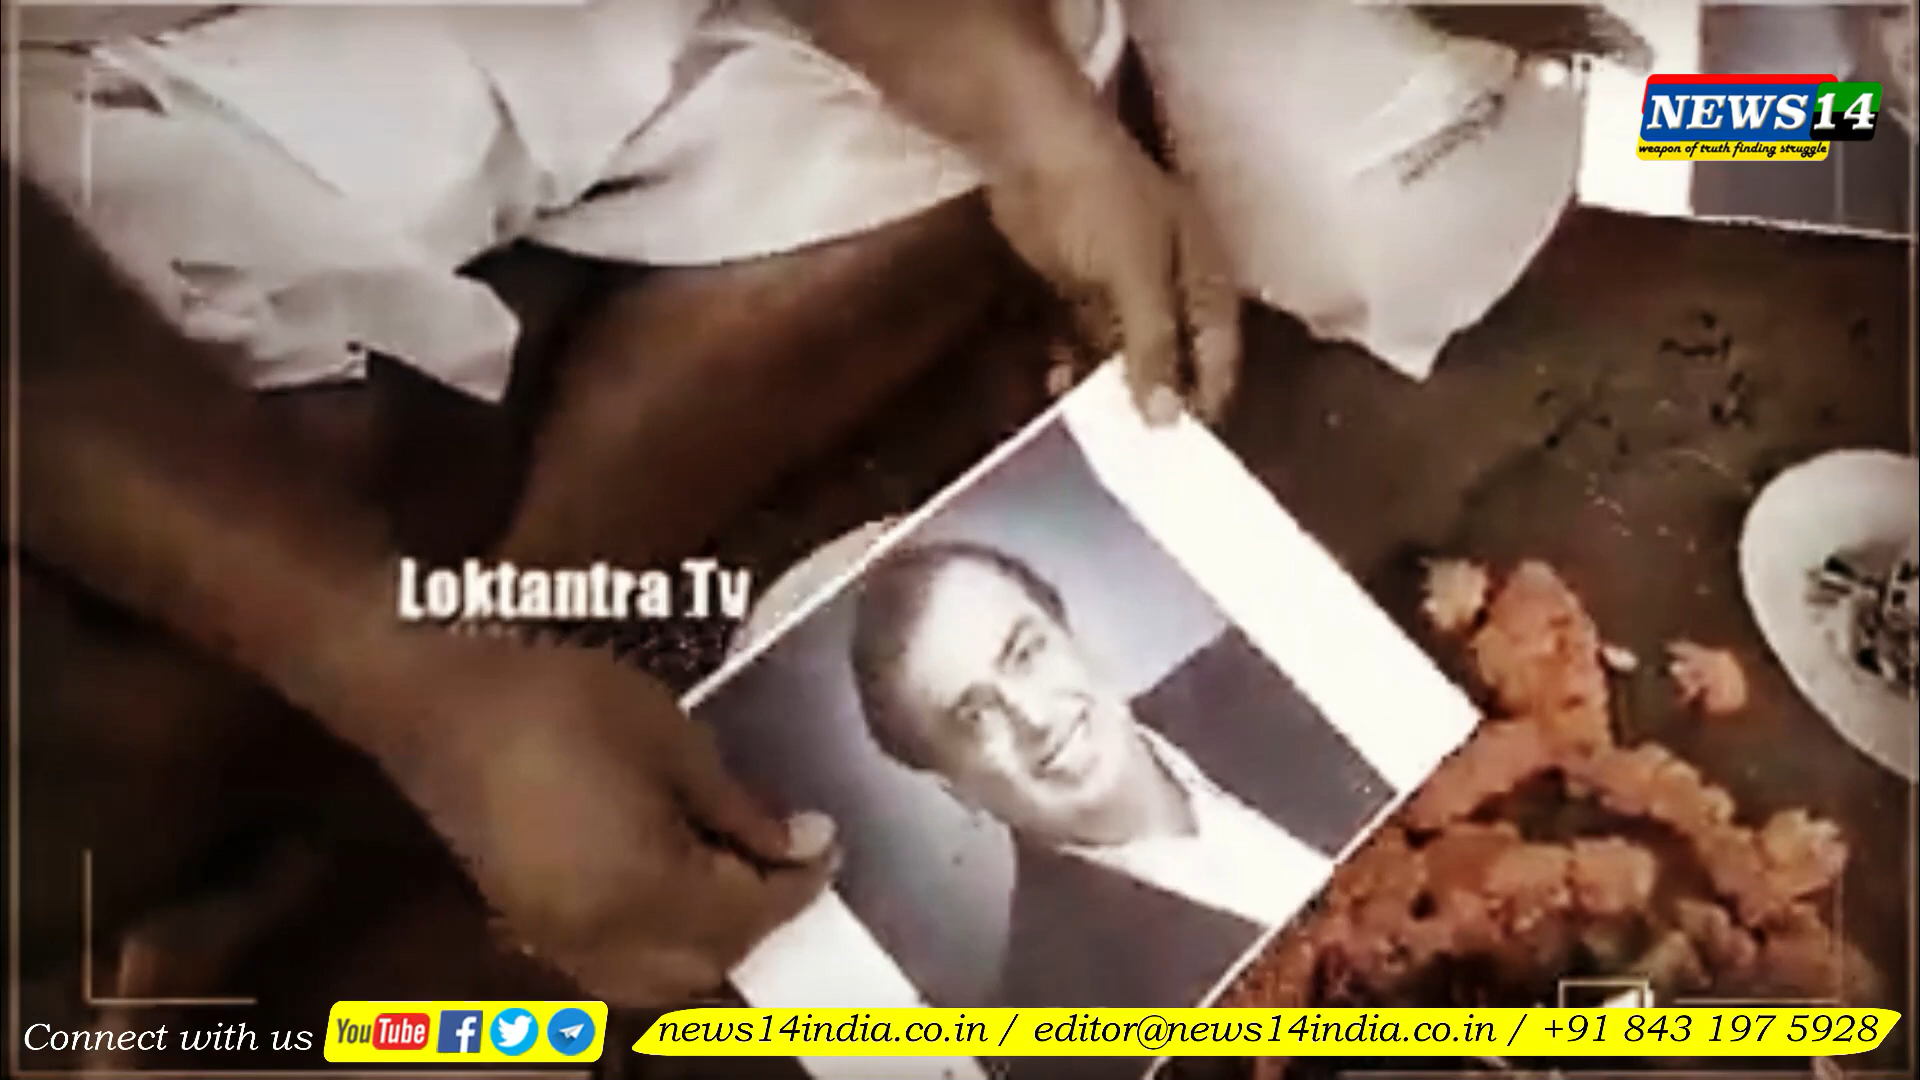 NEWS14
weapon of truth finding struggle
Loktantra Tv
Connect with us
YouTube
news14india.co.in / editor@news14india.co.in / +91 843 197 5928